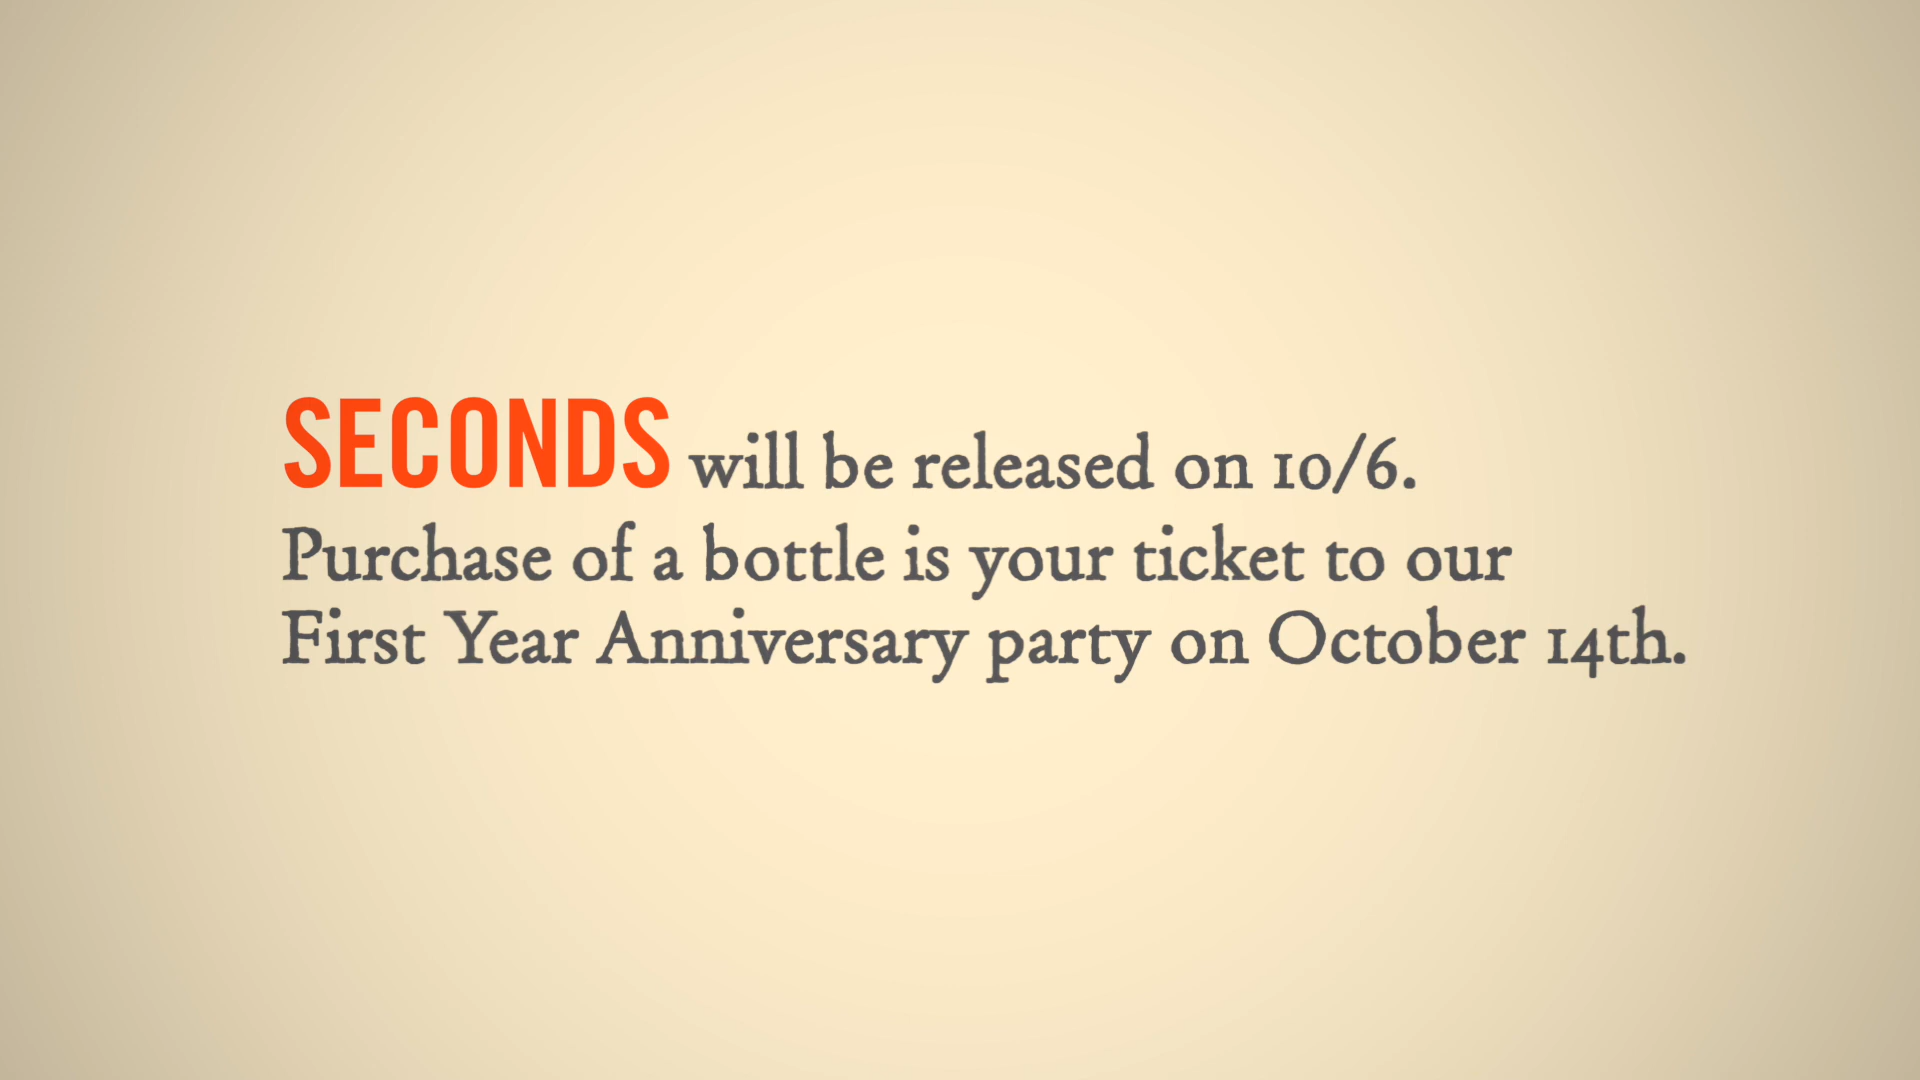 SECONDS will be released on 10/6.
Purchase of a bottle is your ticket to our
First Year Anniversary party on October 14th.